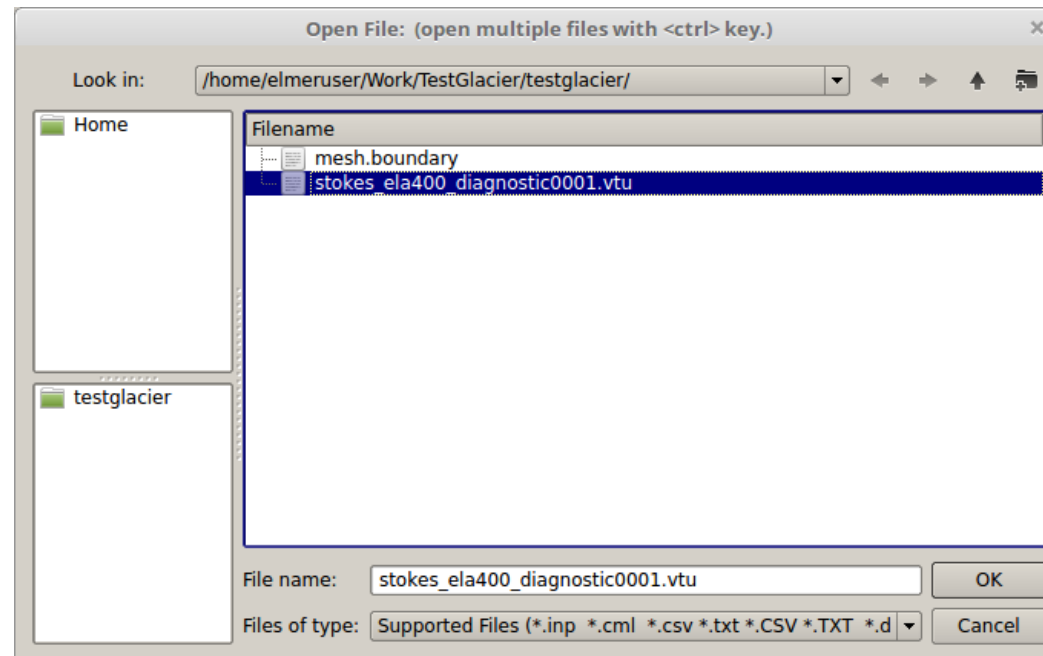 Open File: (open multiple files with <ctrl> key.)
Look in: /home/elmeruser/Work/TestGlacier/testglacier/
Home
Filename
mesh.boundary
stokes_ela400_diagnostic0001.vtu
testglacier
File name: stokes_ela400_diagnostic0001.vtu OK
Files of type: Supported Files (*.inp *.cml *.csv *.txt *.CSV *.TXT *.d Cancel